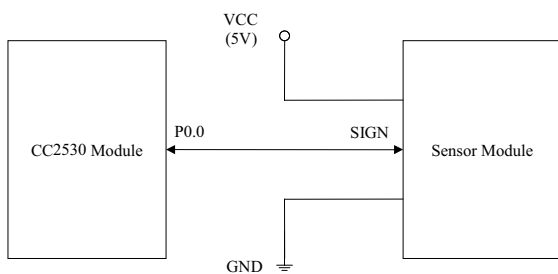 VCC
(5V)
P0.0
SIGN
CC2530 Module
Sensor Module
GND